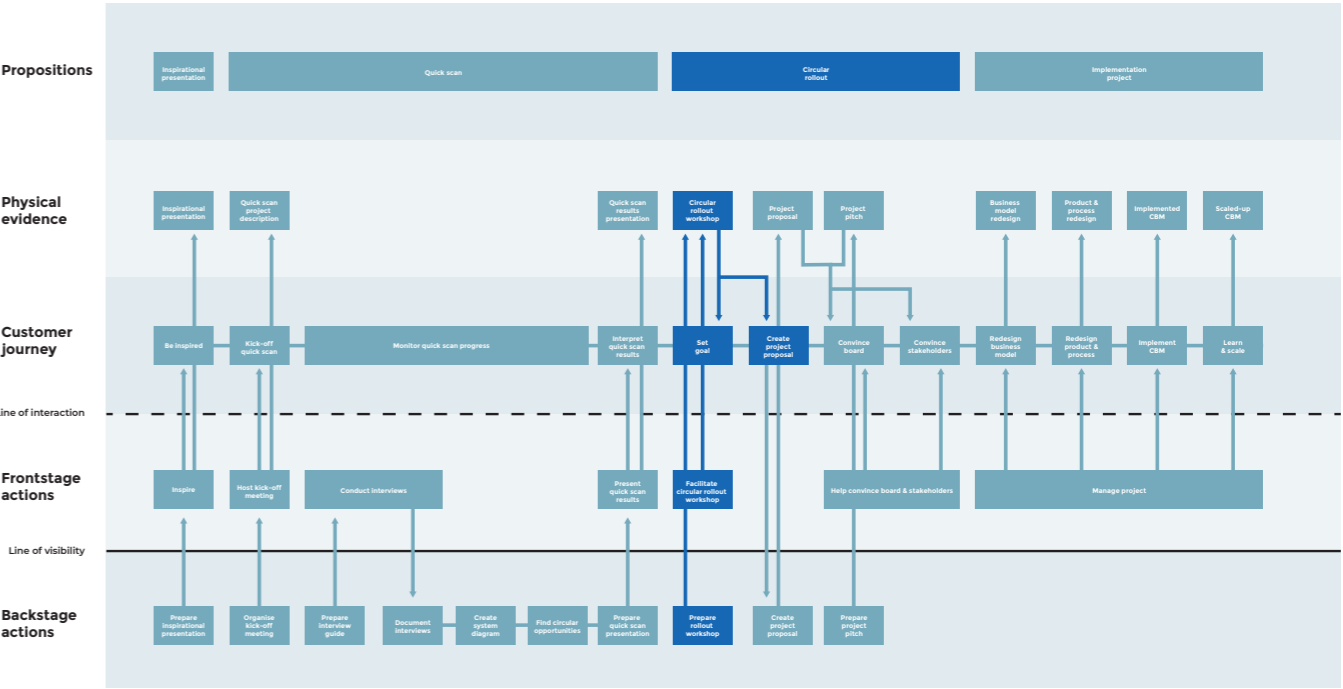 Propositions
Inspirational
presentation
Quick scan
Circular
rollout
Implementation
project
Physical
evidence
Inspirational
presentation
Quick scan
project
description
Quick scan
results
presentation
Circular
rollout
workshop
Project
proposal
Project
pitch
Business
model
redesign
Product &
process
redesign
Implemented
CBM
Scaled-up
CBM
Customer
journey
Be inspired
Kick-off
quick scan
Monitor quick scan progress
Interpret
quick scan
results
Set
goal
Create
project
proposal
Convince
board
Convince
stakeholders
Redesign
business
model
Redesign
product &
process
Implement
CBM
Learn
& scale
ine of interaction
Frontstage
actions
Inspire
Host kick-off
meeting
Conduct interviews
Present
quick scan
results
Facilitate
circular rollout
workshop
Help convince board & stakeholders
Manage project
Line of visibility
Backstage
actions
Prepare
inspirational
presentation
Organise
kick-off
meeting
Prepare
interview
guide
Document
interviews
Create
system
diagram
Find circular
opportunities
Prepare
quick scan
presentation
Prepare
rollout
workshop
Create
project
proposal
Prepare
project
pitch